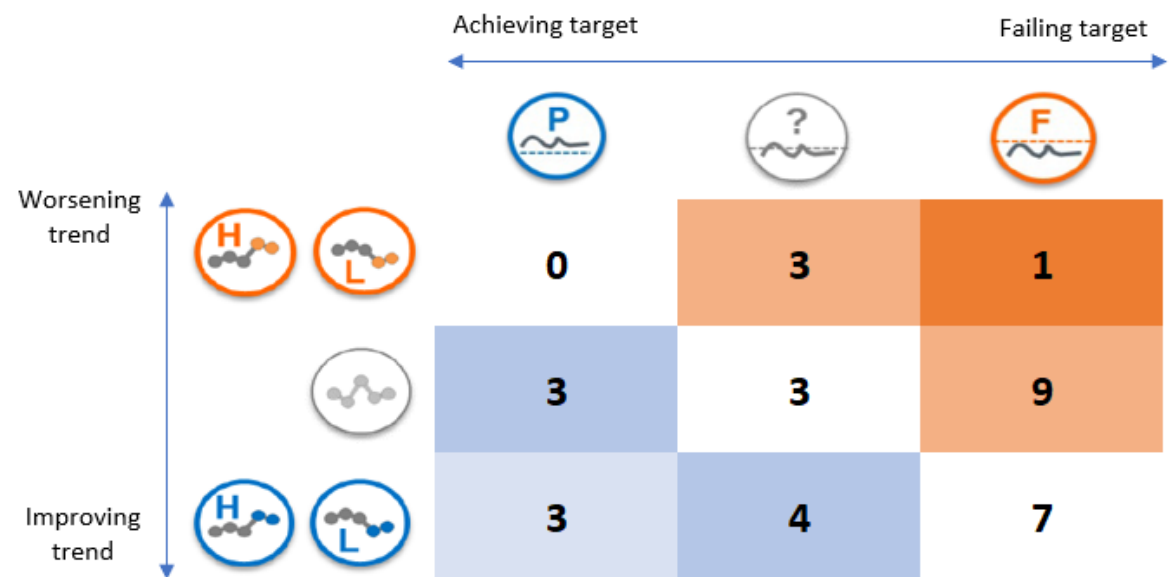 Achieving target
Failing target
P
?
F
Worsening
trend
H
L
0
3
1
3
3
9
Improving
trend
H
L
3
4
7